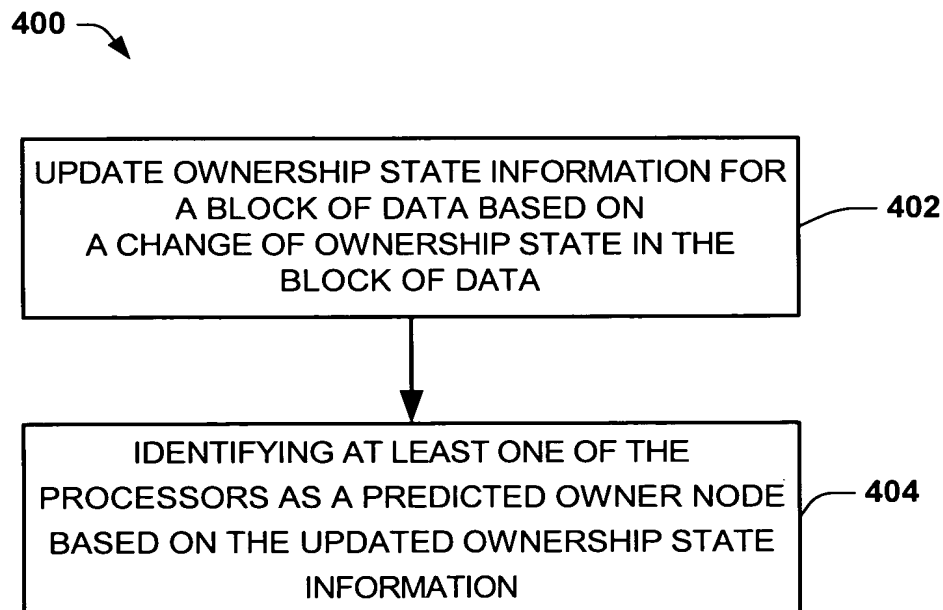 400
UPDATE OWNERSHIP STATE INFORMATION FOR
A BLOCK OF DATA BASED ON
A CHANGE OF OWNERSHIP STATE IN THE
BLOCK OF DATA
402
IDENTIFYING AT LEAST ONE OF THE
PROCESSORS AS A PREDICTED OWNER NODE
BASED ON THE UPDATED OWNERSHIP STATE
INFORMATION
404